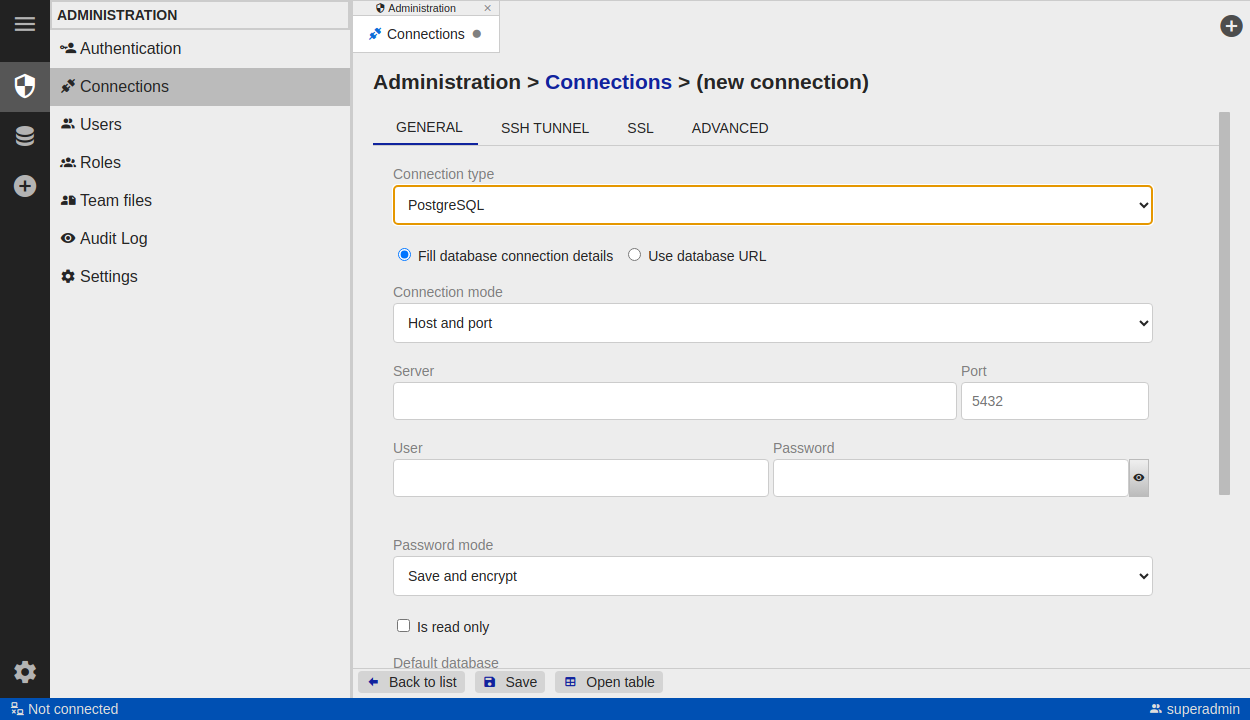 ADMINISTRATION
Authentication
Connections
Users
Roles
Team files
Audit Log
Settings
Administration
Connections
Administration > Connections > (new connection)
GENERAL SSH TUNNEL SSL ADVANCED
Connection type
PostgreSQL
Fill database connection details Use database URL
Connection mode
Host and port
Server Port
5432
User Password
Password mode
Save and encrypt
Is read only
Default database
Back to list Save Open table
Not connected superadmin